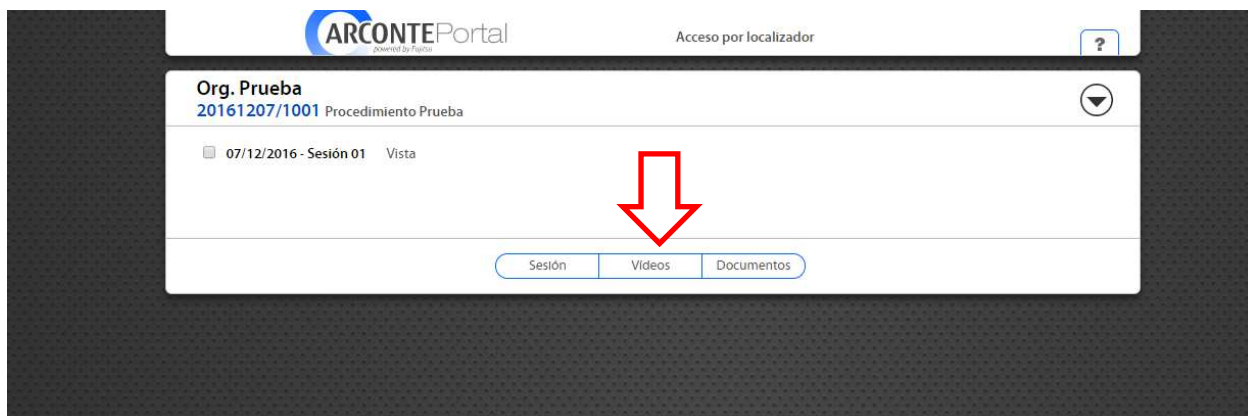 ARCONTEPortal
powered by Fujitsu
Acceso por localizador
?
Org. Prueba
20161207/1001 Procedimiento Prueba
07/12/2016 - Sesión 01 Vista
Sesión Vídeos Documentos